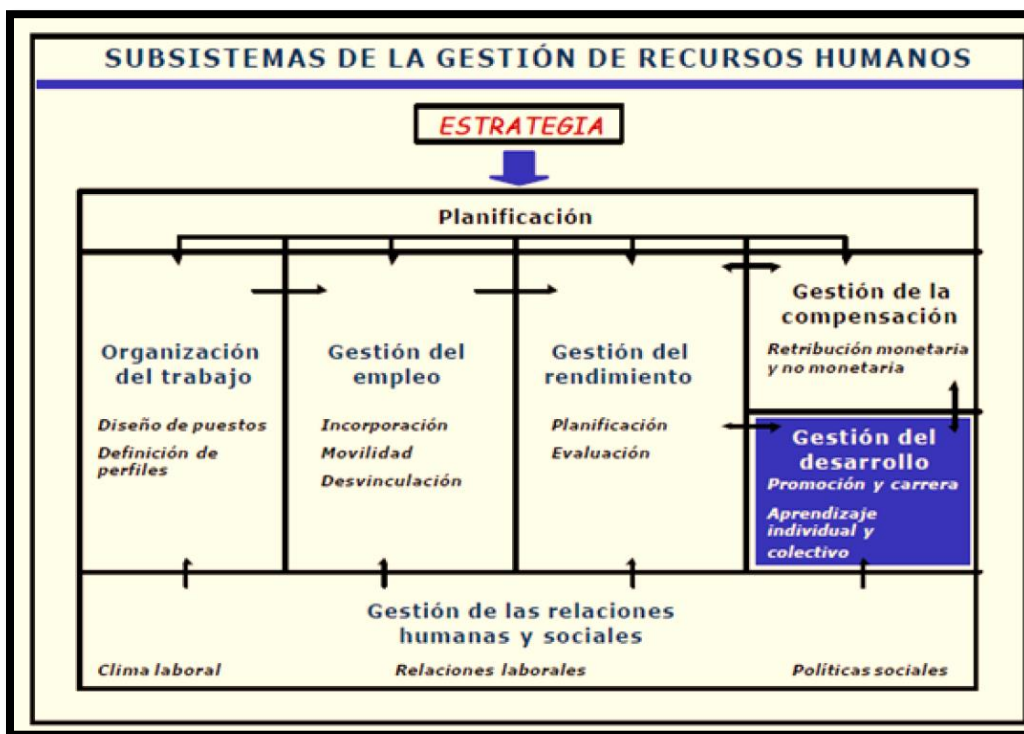 SUBSISTEMAS DE LA GESTIÓN DE RECURSOS HUMANOS
ESTRATEGIA
Planificación
Organización
del trabajo
Diseño de puestos
Definición de
perfiles
Gestión del
empleo
Incorporación
Movilidad
Desvinculación
Gestión del
rendimiento
Planificación
Evaluación
Gestión de la
compensación
Retribución monetaria
y no monetaria
Gestión del
desarrollo
Promoción y carrera
Aprendizaje
individual y
colectivo
Gestión de las relaciones
humanas y sociales
Clima laboral
Relaciones laborales
Políticas sociales